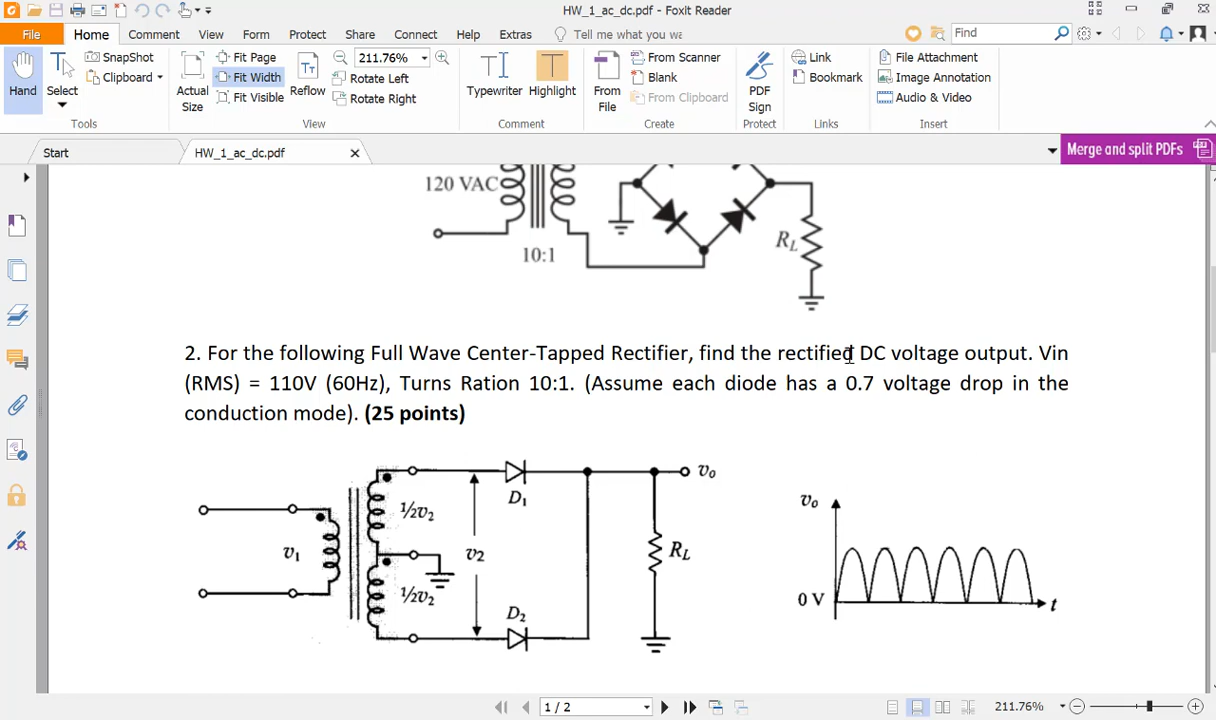 HW_1_ac_dc.pdf - Foxit Reader
File Home Comment View Form Protect Share Connect Help Extras Tell me what you wa Find
Hand
Select
SnapShot
Clipboard
Tools
Actual Size
Fit Page
Fit Width
Fit Visible
Reflow
211.76%
Rotate Left
Rotate Right
View
Typewriter
Highlight
Comment
From File
From Scanner
Blank
From Clipboard
Create
PDF Sign
Protect
Link
Bookmark
Links
File Attachment
Image Annotation
Audio & Video
Insert
Start HW_1_ac_dc.pdf Merge and split PDFs
120 VAC
10:1
RL
2. For the following Full Wave Center-Tapped Rectifier, find the rectified DC voltage output. Vin
(RMS) = 110V (60Hz), Turns Ration 10:1. (Assume each diode has a 0.7 voltage drop in the
conduction mode). (25 points)
v1
½v2
½v2
v2
D1
D2
vo
RL
vo
0 V
t
1 / 2
211.76%